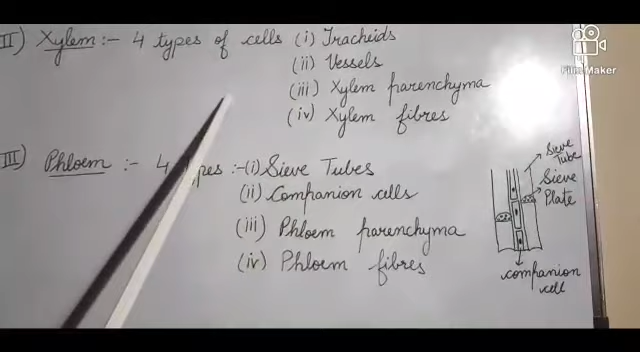 II) Xylem :- 4 types of cells (i) Tracheids
(ii) Vessels
(iii) Xylem parenchyma
(iv) Xylem fibres
III) Phloem :- 4 types :-(i) Sieve Tubes
(ii) Companion cells
(iii) Phloem parenchyma
(iv) Phloem fibres
Sieve
Tube
Sieve
Plate
companion
cell
Film Maker